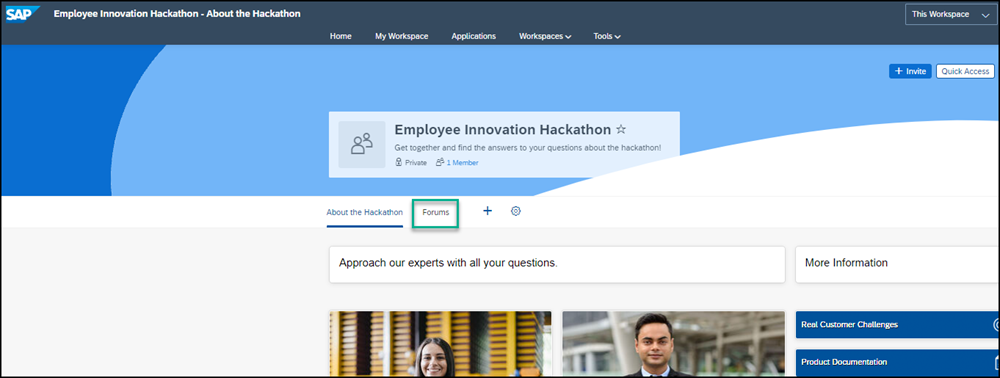 SAP
Employee Innovation Hackathon - About the Hackathon
This Workspace
Home
My Workspace
Applications
Workspaces
Tools
+ Invite
Quick Access
Employee Innovation Hackathon
Get together and find the answers to your questions about the hackathon!
Private
1 Member
About the Hackathon
Forums
Approach our experts with all your questions.
More Information
Real Customer Challenges
Product Documentation